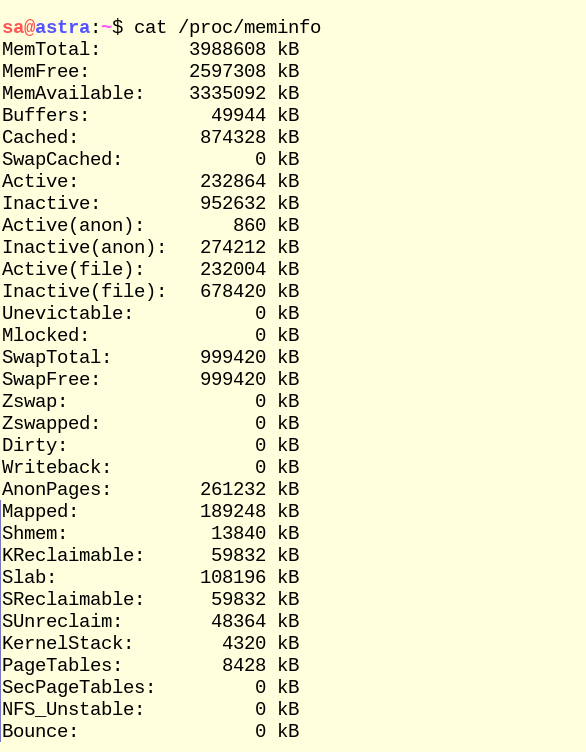 sa@astra:~$ cat /proc/meminfo
MemTotal:        3988608 kB
MemFree:         2597308 kB
MemAvailable:    3335092 kB
Buffers:           49944 kB
Cached:           874328 kB
SwapCached:            0 kB
Active:           232864 kB
Inactive:         952632 kB
Active(anon):        860 kB
Inactive(anon):   274212 kB
Active(file):     232004 kB
Inactive(file):   678420 kB
Unevictable:           0 kB
Mlocked:               0 kB
SwapTotal:        999420 kB
SwapFree:         999420 kB
Zswap:                 0 kB
Zswapped:              0 kB
Dirty:                 0 kB
Writeback:             0 kB
AnonPages:        261232 kB
Mapped:           189248 kB
Shmem:             13840 kB
KReclaimable:      59832 kB
Slab:             108196 kB
SReclaimable:      59832 kB
SUnreclaim:        48364 kB
KernelStack:        4320 kB
PageTables:         8428 kB
SecPageTables:         0 kB
NFS_Unstable:          0 kB
Bounce:                0 kB